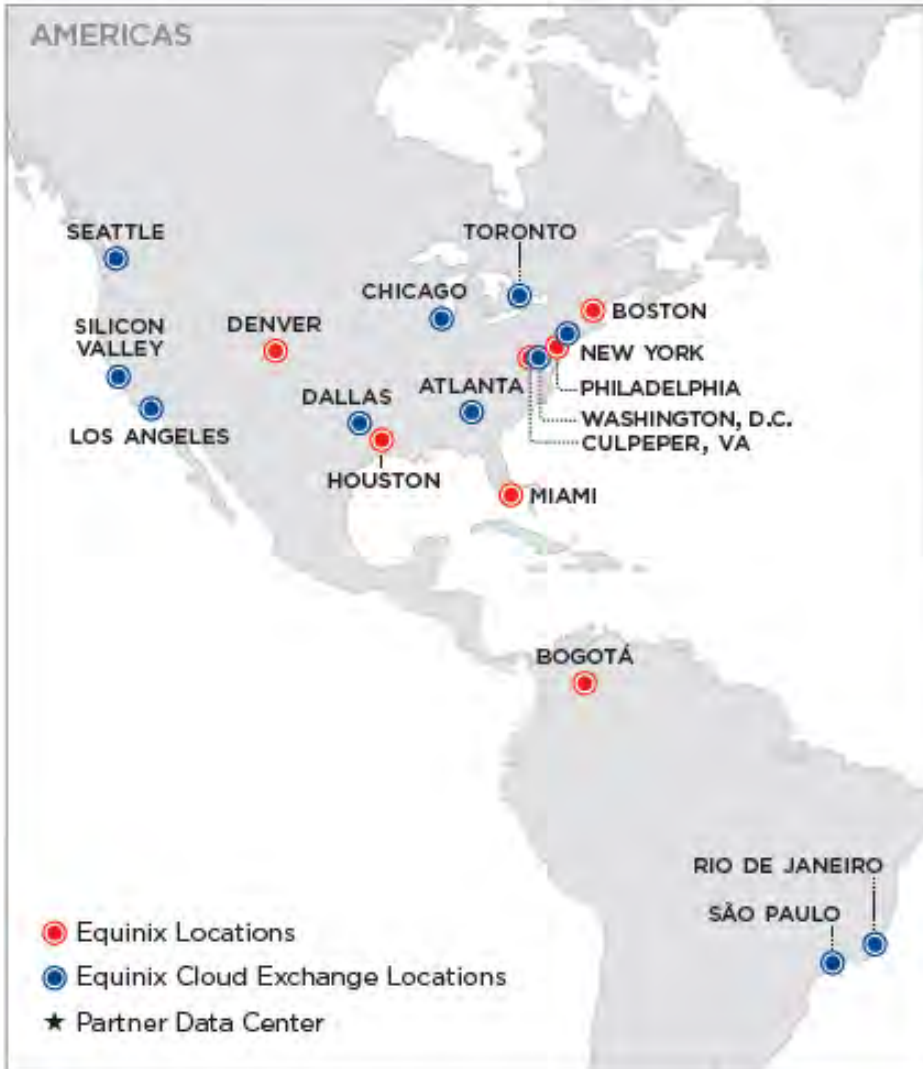 AMERICAS
SEATTLE
TORONTO
CHICAGO
BOSTON
SILICON
VALLEY
DENVER
NEW YORK
PHILADELPHIA
DALLAS
ATLANTA
WASHINGTON, D.C.
LOS ANGELES
CULPEPER, VA
HOUSTON
MIAMI
BOGOTÁ
RIO DE JANEIRO
SÃO PAULO
Equinix Locations
Equinix Cloud Exchange Locations
★ Partner Data Center